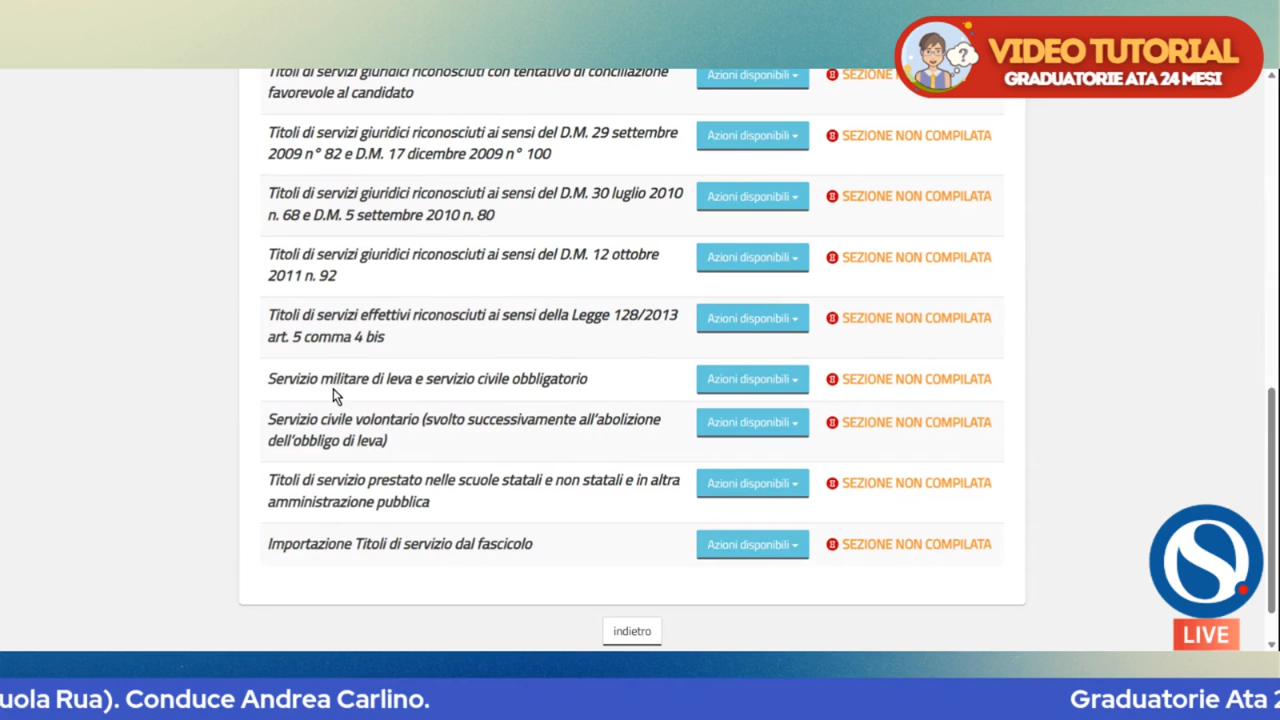 VIDEO TUTORIAL
GRADUATORIE ATA 24 MESI
Titoli di servizi giuridici riconosciuti con tentativo di conciliazione
favorevole al candidato
Azioni disponibili
SEZIONE
Titoli di servizi giuridici riconosciuti ai sensi del D.M. 29 settembre
2009 n° 82 e D.M. 17 dicembre 2009 n° 100
Azioni disponibili
SEZIONE NON COMPILATA
Titoli di servizi giuridici riconosciuti ai sensi del D.M. 30 luglio 2010
n. 68 e D.M. 5 settembre 2010 n. 80
Azioni disponibili
SEZIONE NON COMPILATA
Titoli di servizi giuridici riconosciuti ai sensi del D.M. 12 ottobre
2011 n. 92
Azioni disponibili
SEZIONE NON COMPILATA
Titoli di servizi effettivi riconosciuti ai sensi della Legge 128/2013
art. 5 comma 4 bis
Azioni disponibili
SEZIONE NON COMPILATA
Servizio militare di leva e servizio civile obbligatorio
Azioni disponibili
SEZIONE NON COMPILATA
Servizio civile volontario (svolto successivamente all'abolizione
dell'obbligo di leva)
Azioni disponibili
SEZIONE NON COMPILATA
Titoli di servizio prestato nelle scuole statali e non statali e in altra
amministrazione pubblica
Azioni disponibili
SEZIONE NON COMPILATA
Importazione Titoli di servizio dal fascicolo
Azioni disponibili
SEZIONE NON COMPILATA
indietro
LIVE
uola Rua). Conduce Andrea Carlino.
Graduatorie Ata 2